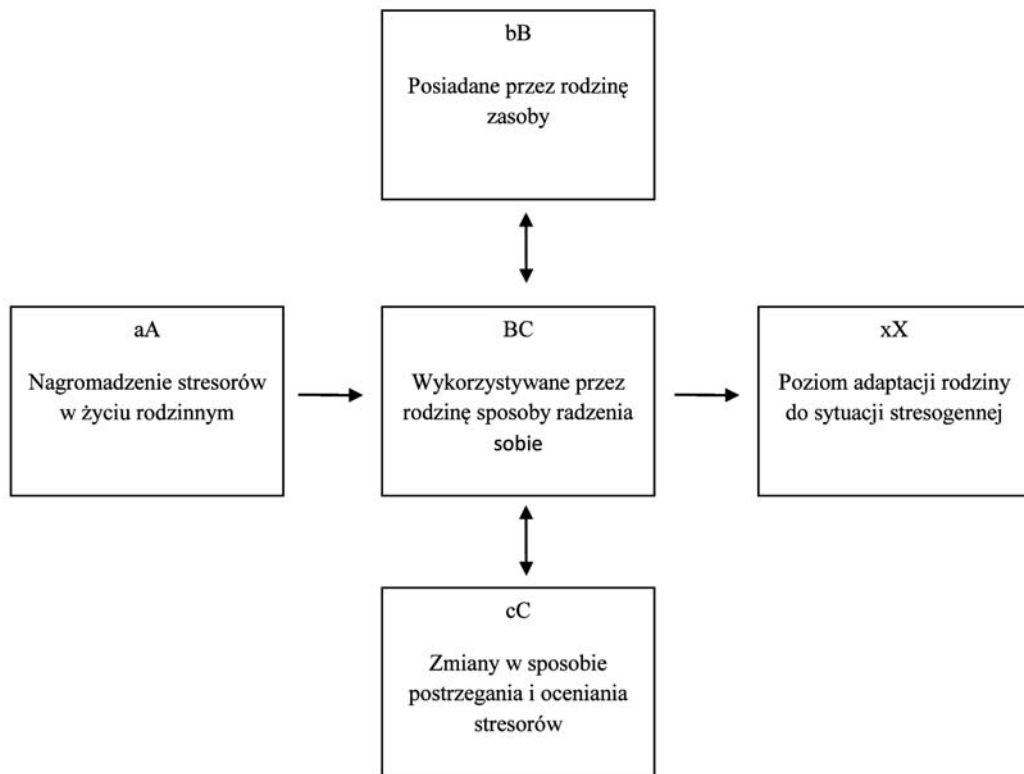 bB
Posiadane przez rodzinę
zasoby
aA
Nagromadzenie stresorów
w życiu rodzinnym
BC
Wykorzystywane przez
rodzinę sposoby radzenia
sobie
xX
Poziom adaptacji rodziny
do sytuacji stresogennej
cC
Zmiany w sposobie
postrzegania i oceniania
stresorów